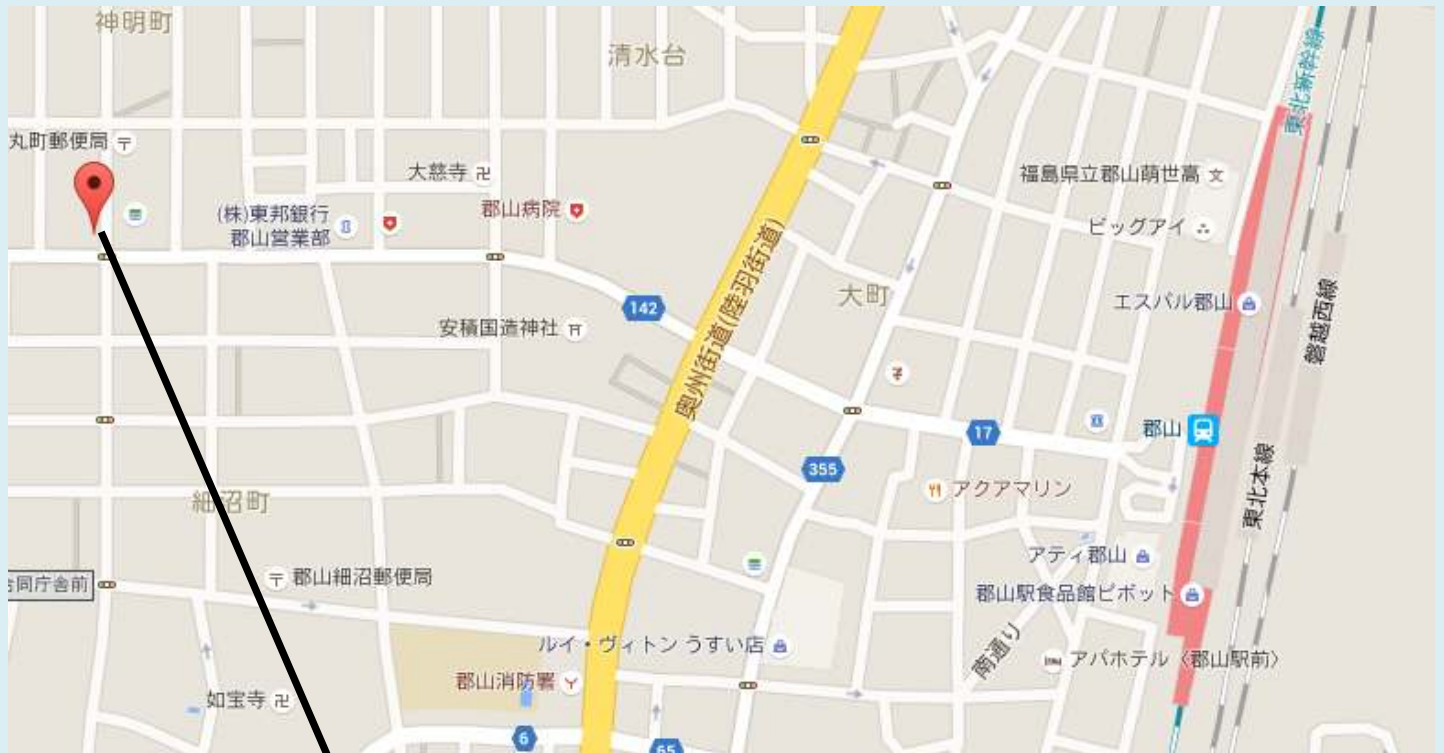 神明町
清水台
東北新幹線
丸町郵便局
大慈寺
福島県立郡山萌世高
(株)東邦銀行
郡山営業部
郡山病院
ビッグアイ
奥州街道(陸羽街道)
大町
エスパル郡山
142
安積国造神社
磐越西線
17
郡山
355
アクアマリン
東北本線
細沼町
合同庁舎前
郡山細沼郵便局
アティ郡山
郡山駅食品館ピボット
ルイ・ヴィトン うすい店
南通り
アパホテル〈郡山駅前〉
郡山消防署
如宝寺
6
65